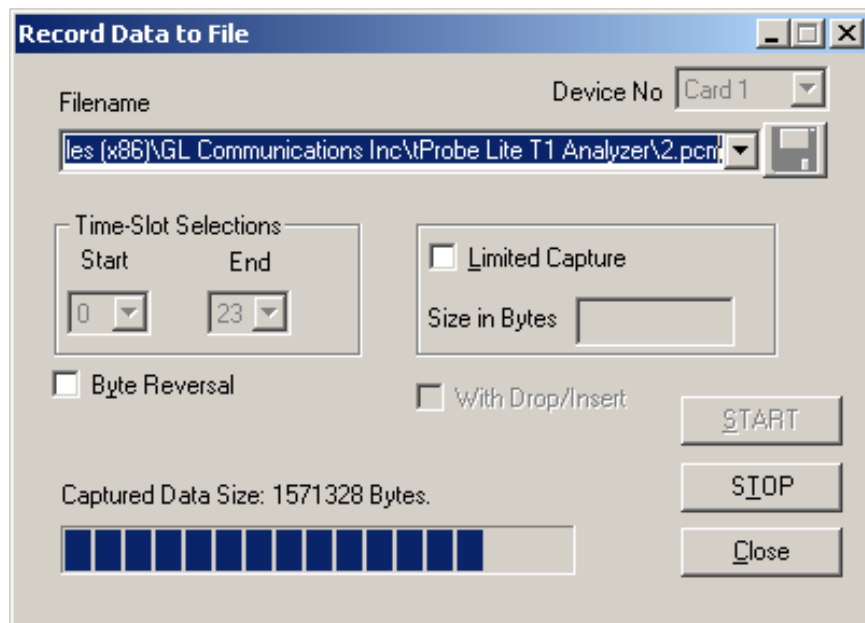 Record Data to File
Device No Card 1
Filename
les (x86)\GL Communications Inc\tProbe Lite T1 Analyzer\2.pcm
Time-Slot Selections
Start End
0 23
Limited Capture
Size in Bytes
Byte Reversal
With Drop/Insert
START
Captured Data Size: 1571328 Bytes.
STOP
Close